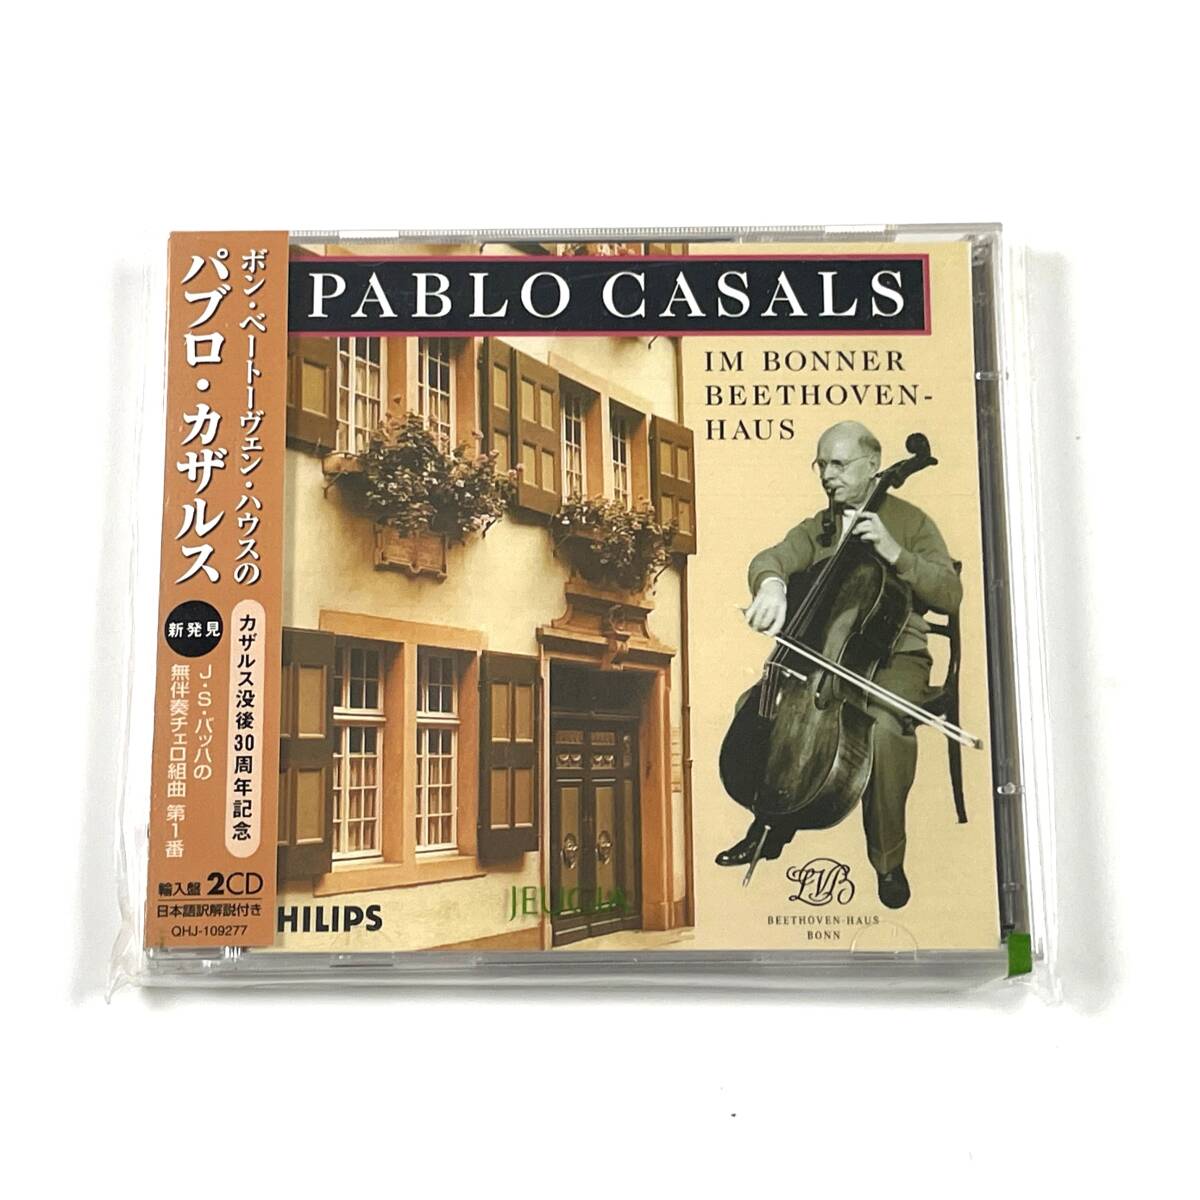 ボン・ベートーヴェン・ハウスの
パブロ・カザルス
カザルス没後30周年記念
新発見
J・S・バッハの
無伴奏チェロ組曲 第1番
輸入盤 2CD
日本語訳解説付き
QHJ-109277
PABLO CASALS
IM BONNER
BEETHOVEN-
HAUS
HILIPS
BEETHOVEN-HAUS
BONN